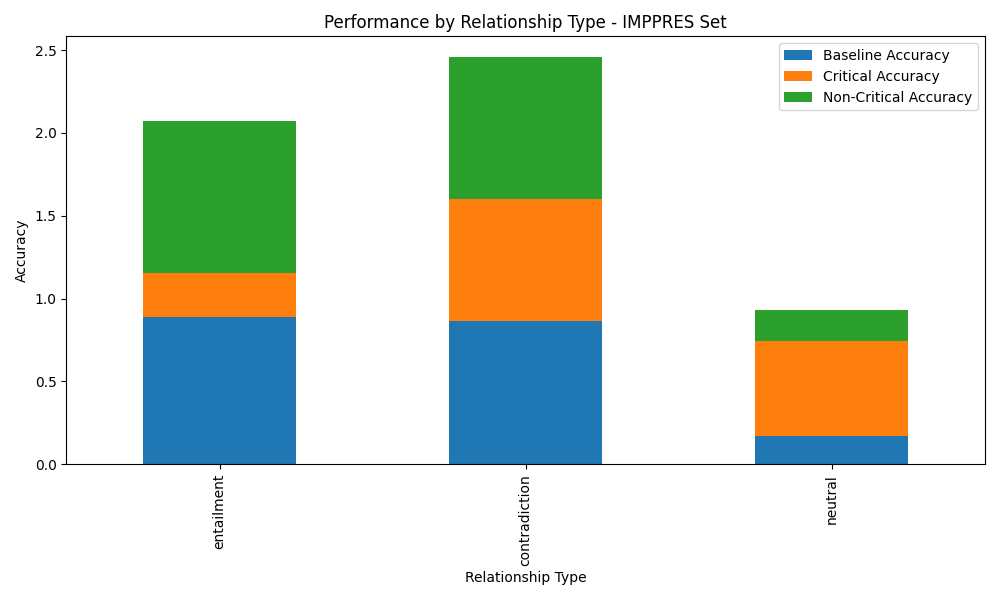 Performance by Relationship Type - IMPPRES Set
Baseline Accuracy
Critical Accuracy
Non-Critical Accuracy
Accuracy
2.5
2.0
1.5
1.0
0.5
0.0
entailment
contradiction
neutral
Relationship Type